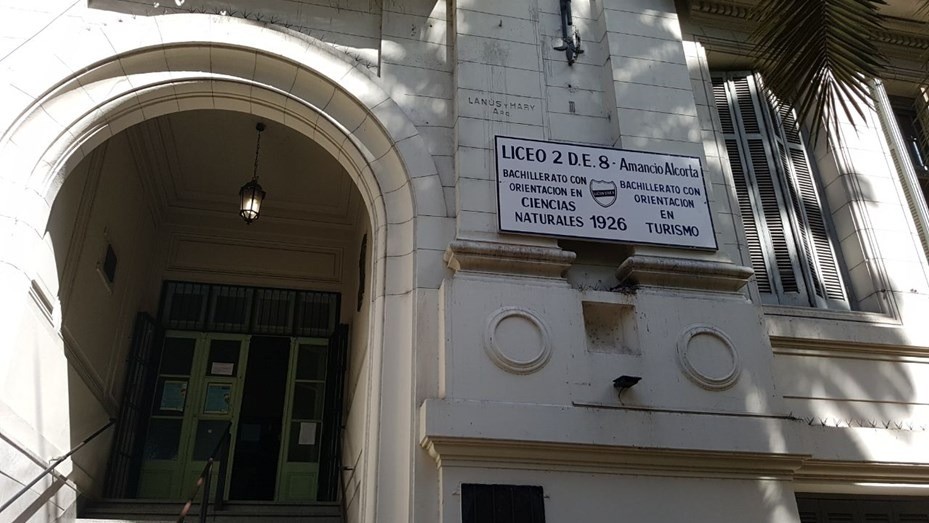 LANÚS Y HARY
ARQ
LICEO 2 D.E. 8 - Amancio Alcorta
BACHILLERATO CON
ORIENTACION EN
CIENCIAS
NATURALES
1926
BACHILLERATO CON
ORIENTACION
EN
TURISMO